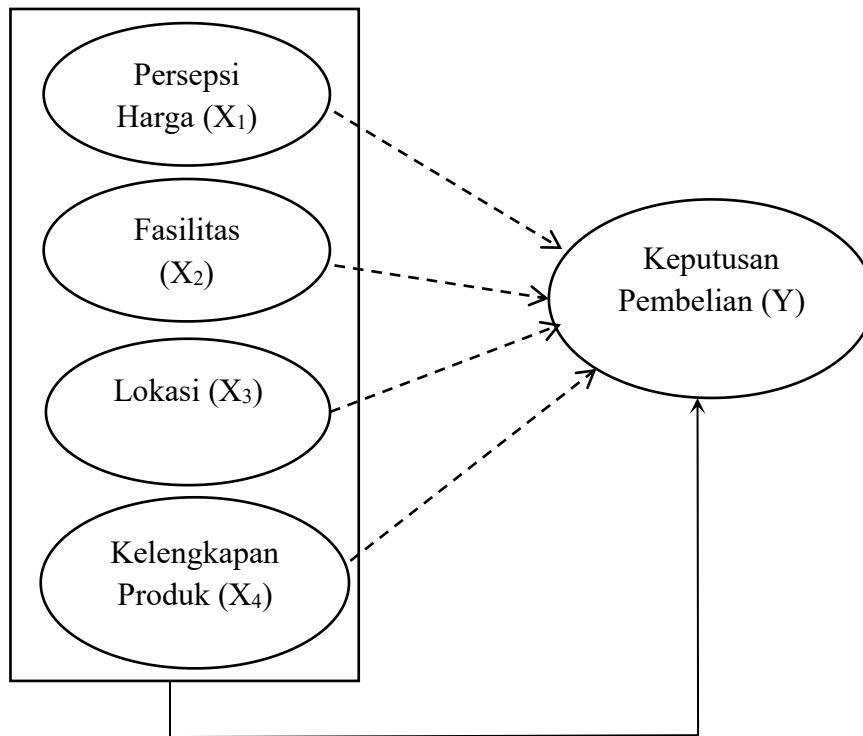 Persepsi
Harga (X₁)
Fasilitas
(X₂)
Lokasi (X₃)
Kelengkapan
Produk (X₄)
Keputusan
Pembelian (Y)